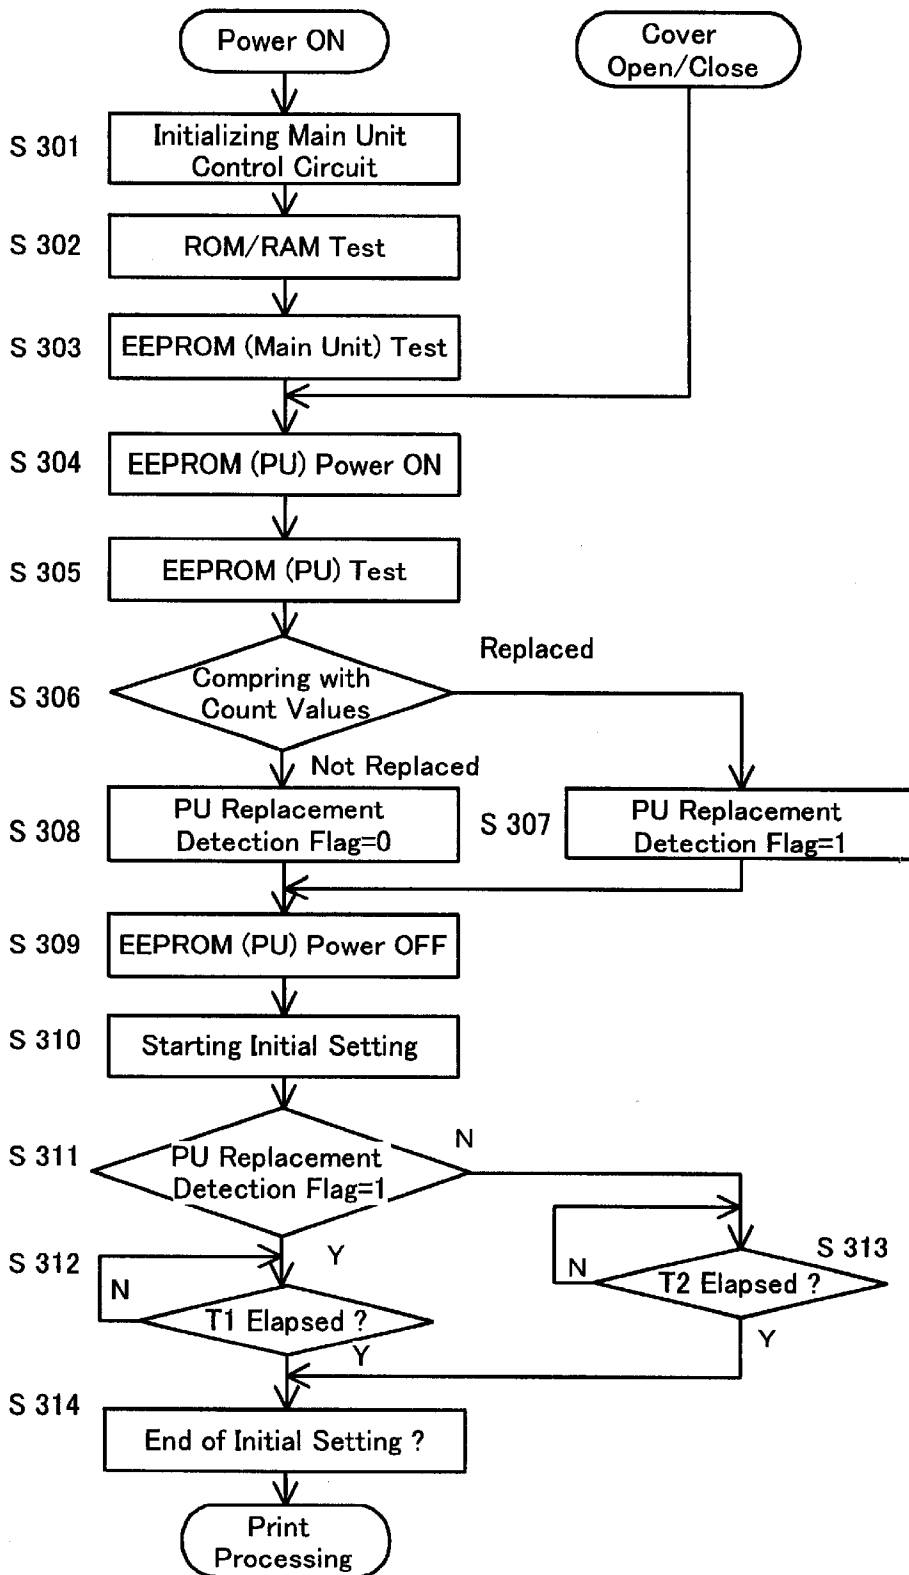 Power ON
Cover
Open/Close
S 301
Initializing Main Unit
Control Circuit
S 302
ROM/RAM Test
S 303
EEPROM (Main Unit) Test
S 304
EEPROM (PU) Power ON
S 305
EEPROM (PU) Test
Replaced
S 306
Compring with
Count Values
Not Replaced
S 308
PU Replacement
Detection Flag=0
S 307
PU Replacement
Detection Flag=1
S 309
EEPROM (PU) Power OFF
S 310
Starting Initial Setting
S 311
PU Replacement
Detection Flag=1
N
Y
S 312
N
T1 Elapsed ?
Y
S 313
N
T2 Elapsed ?
Y
S 314
End of Initial Setting ?
Print
Processing